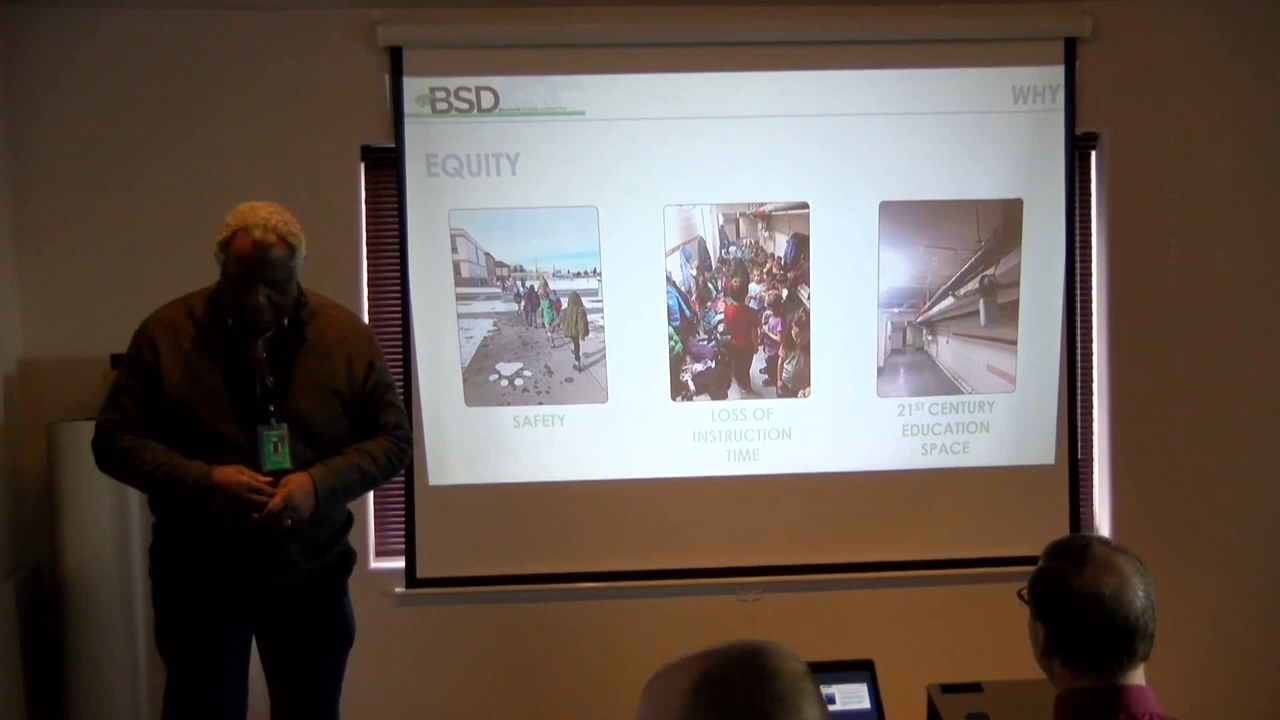 BSD
WHY
EQUITY
SAFETY
LOSS OF
INSTRUCTION
TIME
21ST CENTURY
EDUCATION
SPACE